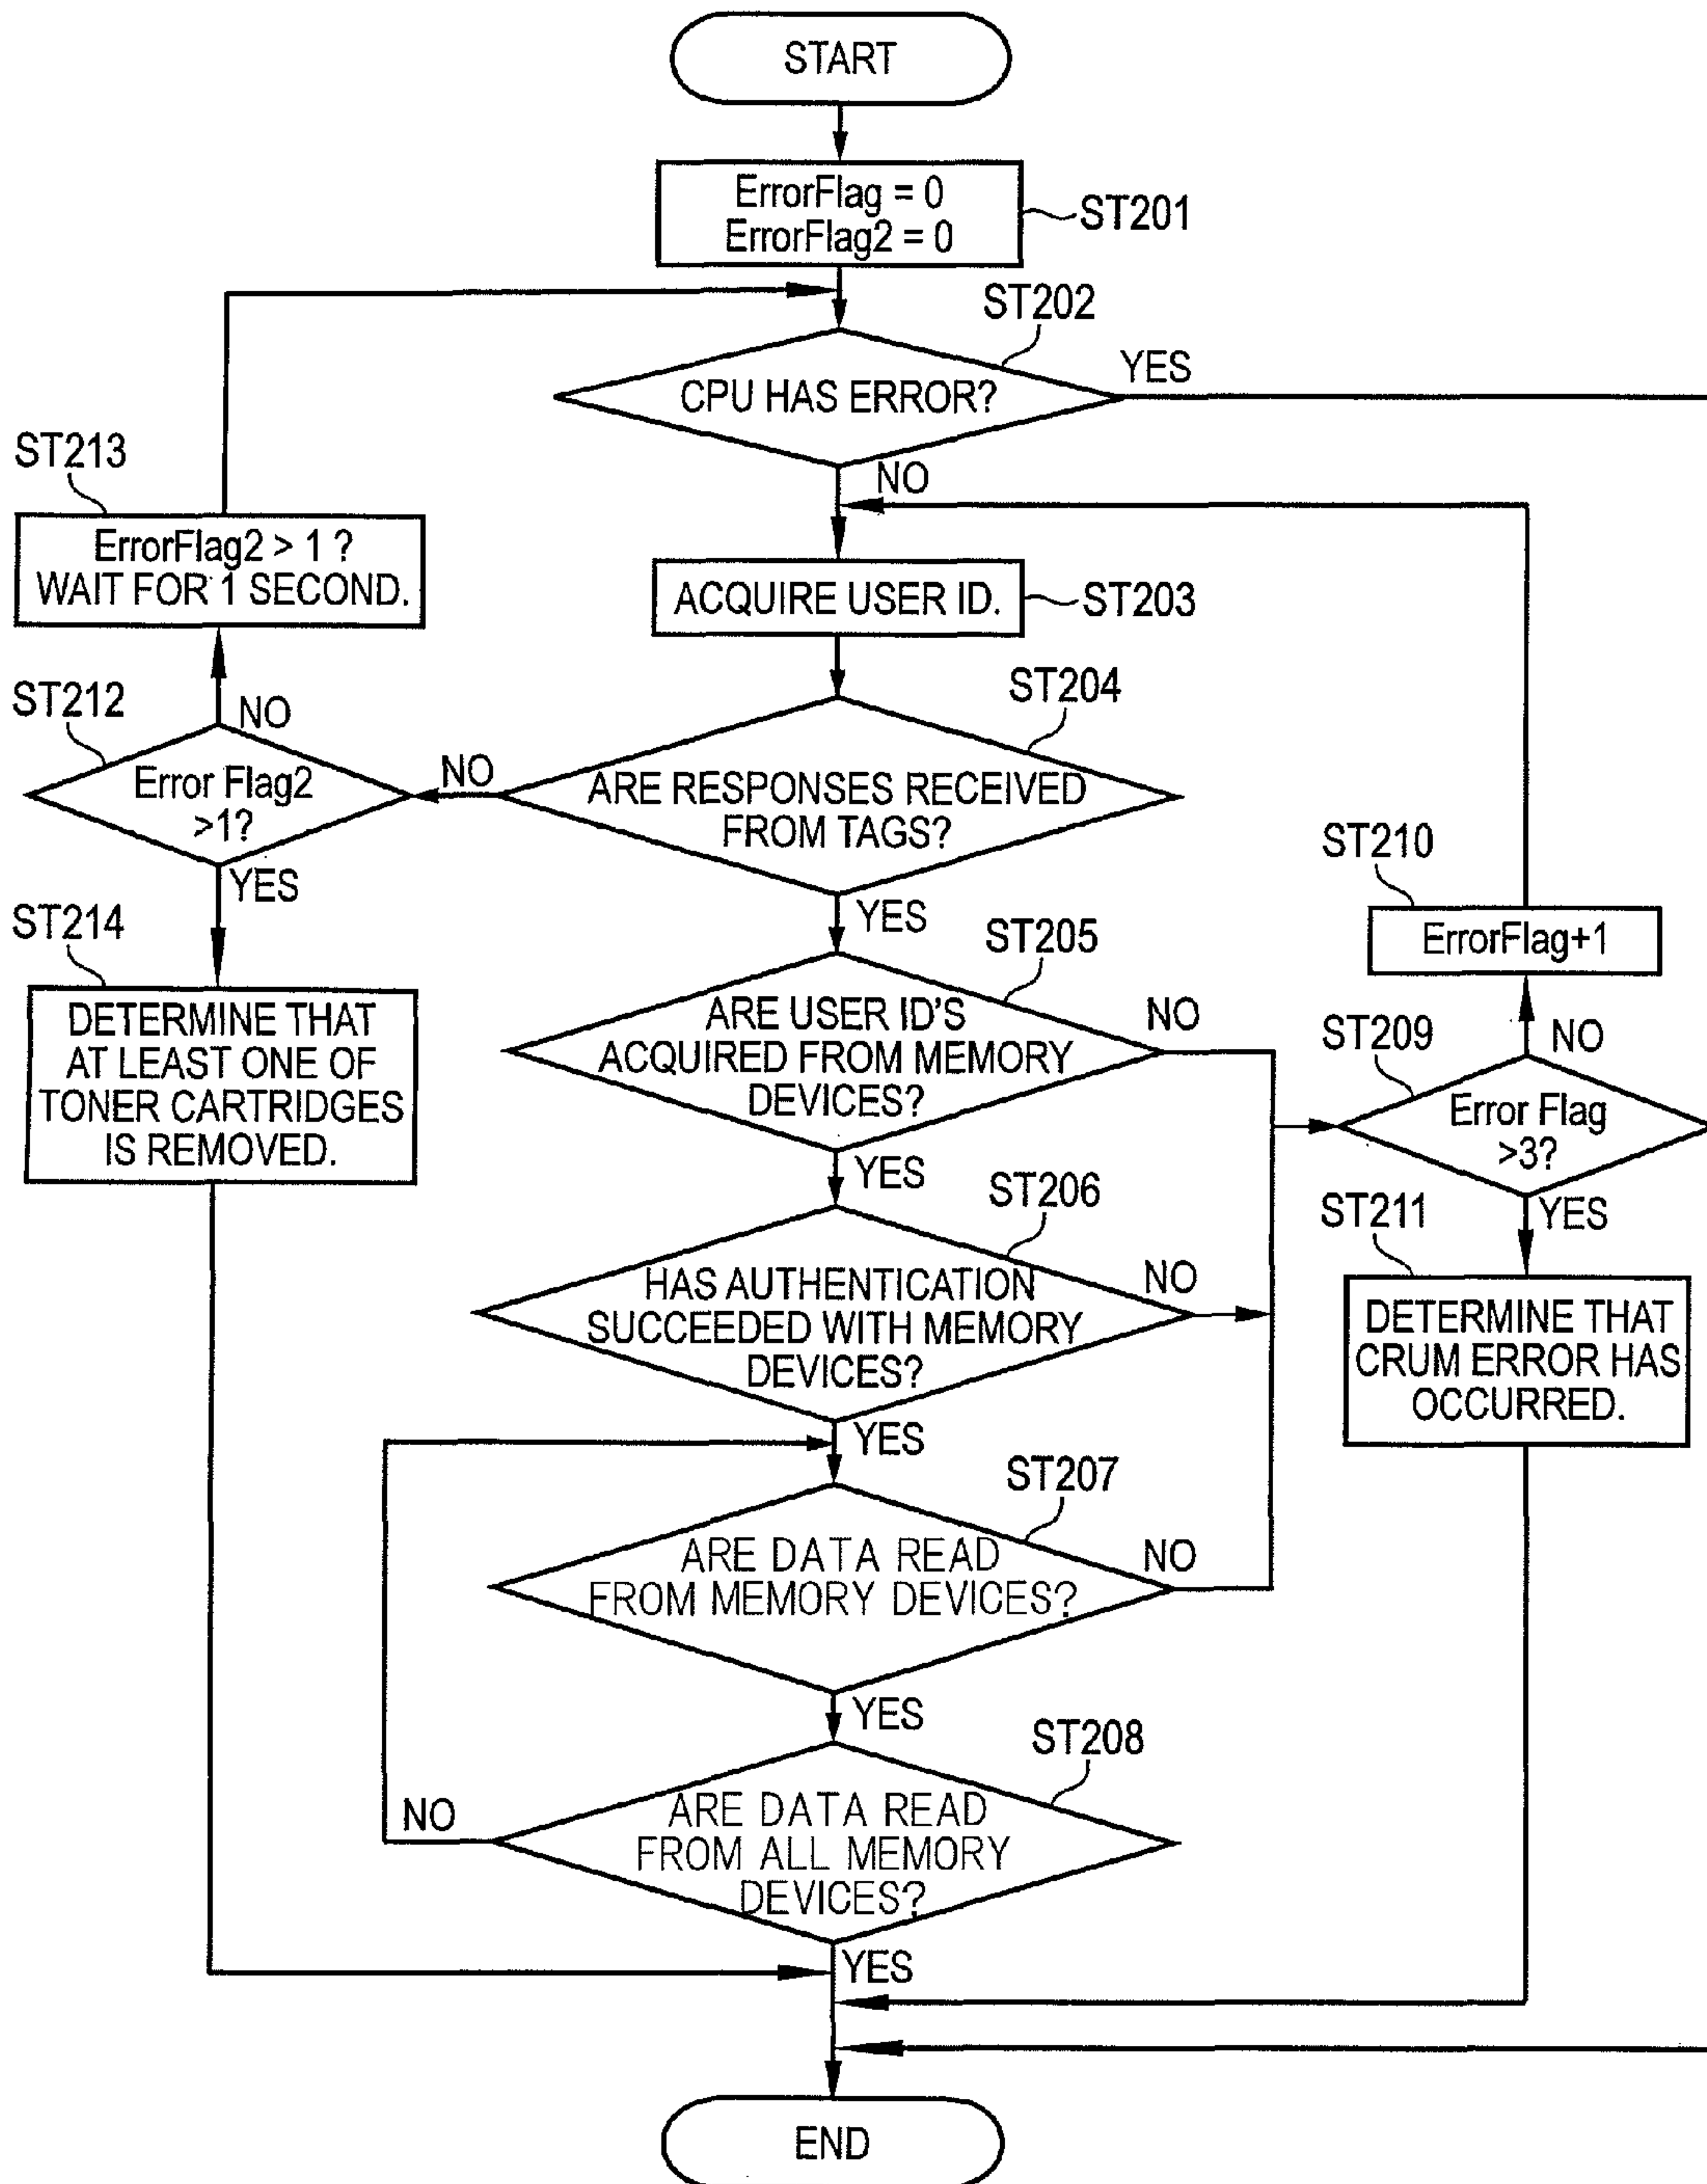 START
ErrorFlag = 0
ErrorFlag2 = 0
ST201
ST202
CPU HAS ERROR?
YES
NO
ST213
ErrorFlag2 > 1 ?
WAIT FOR 1 SECOND.
ACQUIRE USER ID.
ST203
ST212
NO
Error Flag2
>1?
YES
NO
ST204
ARE RESPONSES RECEIVED
FROM TAGS?
YES
ST214
DETERMINE THAT
AT LEAST ONE OF
TONER CARTRIDGES
IS REMOVED.
ST205
ARE USER ID'S
ACQUIRED FROM MEMORY
DEVICES?
NO
YES
ST210
ErrorFlag+1
ST209
NO
Error Flag
>3?
YES
ST206
HAS AUTHENTICATION
SUCCEEDED WITH MEMORY
DEVICES?
NO
YES
ST211
DETERMINE THAT
CRUM ERROR HAS
OCCURRED.
ST207
ARE DATA READ
FROM MEMORY DEVICES?
NO
YES
ST208
ARE DATA READ
FROM ALL MEMORY
DEVICES?
NO
YES
END